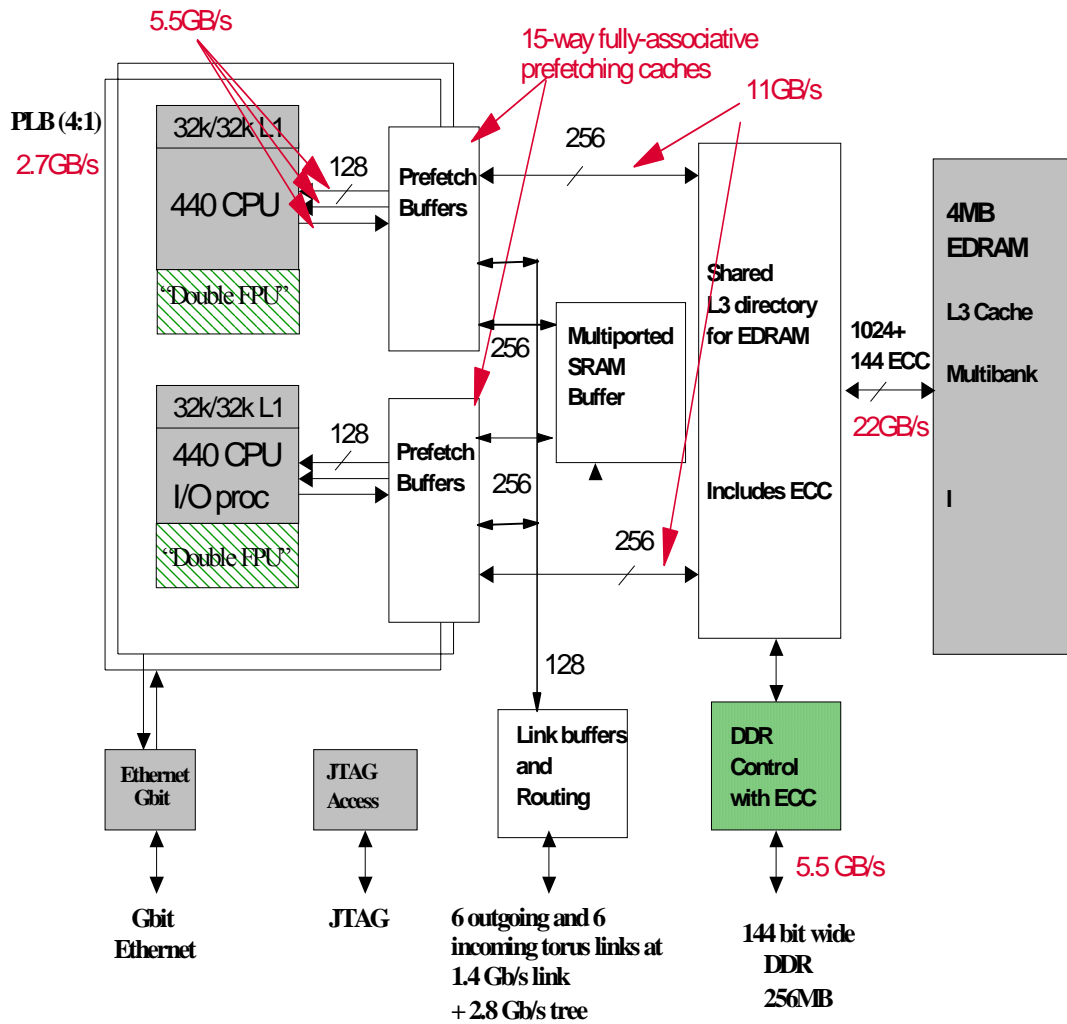 5.5GB/s
15-way fully-associative
prefetching caches
11GB/s
PLB (4:1)
2.7GB/s
32k/32k L1
440 CPU
"Double FPU"
128
Prefetch
Buffers
256
256
Multiported
SRAM
Buffer
Shared
L3 directory
for EDRAM
Includes ECC
1024+
144 ECC
22GB/s
4MB
EDRAM
L3 Cache
Multibank
l
32k/32k L1
440 CPU
I/O proc
"Double FPU"
128
Prefetch
Buffers
256
256
128
Ethernet
Gbit
JTAG
Access
Link buffers
and
Routing
DDR
Control
with ECC
5.5 GB/s
Gbit
Ethernet
JTAG
6 outgoing and 6
incoming torus links at
1.4 Gb/s link
+ 2.8 Gb/s tree
144 bit wide
DDR
256MB